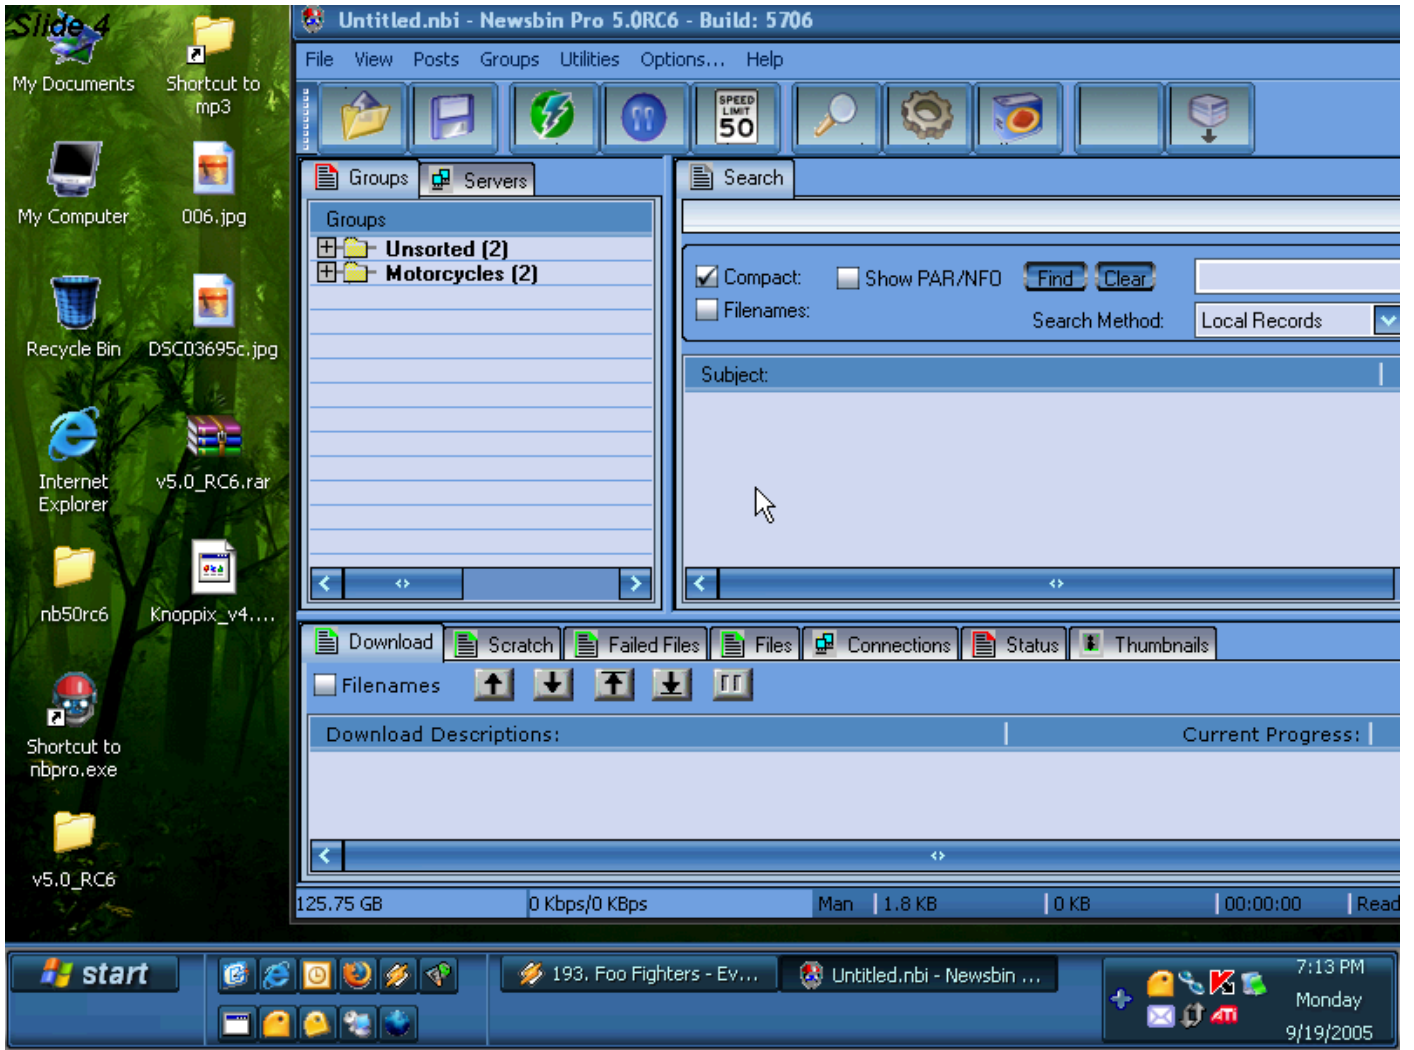 Slide 4
My Documents
Shortcut to
mp3
My Computer
006.jpg
Recycle Bin
DSC03695c.jpg
Internet
Explorer
v5.0_RC6.rar
nb50rc6
Knoppix_v4....
Shortcut to
nbpro.exe
v5.0_RC6
Untitled.nbi - Newsbin Pro 5.0RC6 - Build: 5706
File View Posts Groups Utilities Options... Help
SPEED
LIMIT
50
Groups Servers
Groups
Unsorted (2)
Motorcycles (2)
Search
Compact: Show PAR/NFO Find Clear
Filenames:
Search Method: Local Records
Subject:
Download Scratch Failed Files Files Connections Status Thumbnails
Filenames
Download Descriptions: Current Progress:
125.75 GB 0 Kbps/0 KBps Man 1.8 KB 0 KB 00:00:00 Read
start
193. Foo Fighters - Ev...
Untitled.nbi - Newsbin ...
ATI
7:13 PM
Monday
9/19/2005